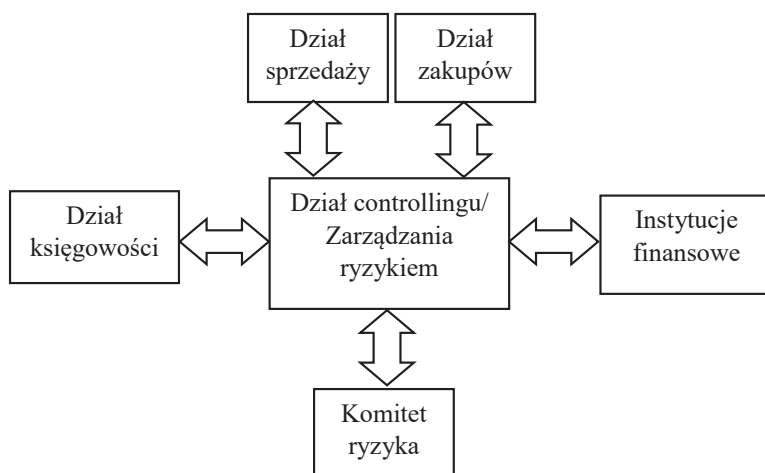 Dział
sprzedaży
Dział
zakupów
Dział
księgowości
Dział controllingu/
Zarządzania
ryzykiem
Instytucje
finansowe
Komitet
ryzyka